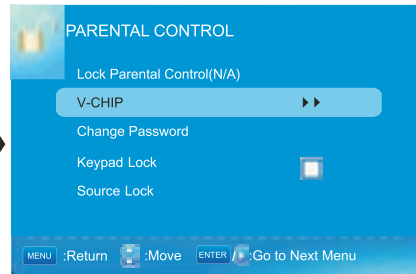 PARENTAL CONTROL
Lock Parental Control(N/A)
V-CHIP
Change Password
Keypad Lock
Source Lock
MENU :Return :Move ENTER / :Go to Next Menu